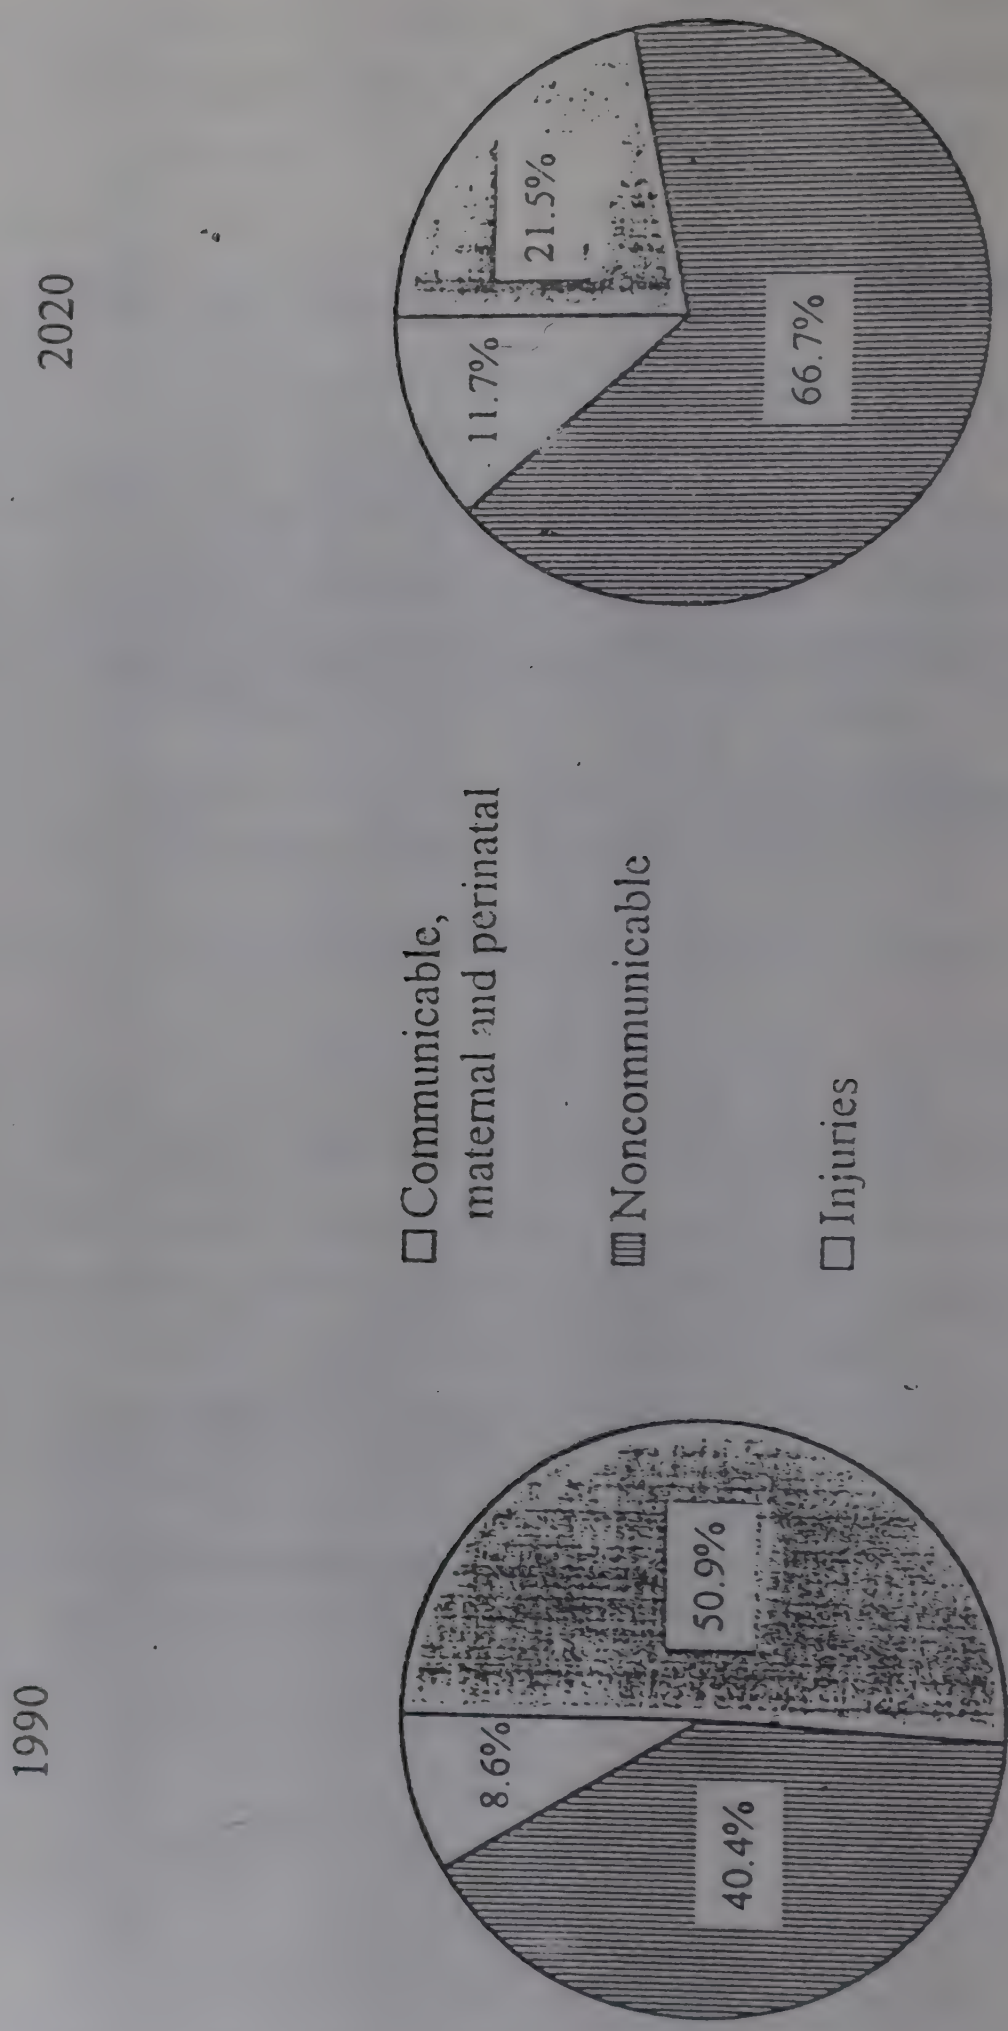 1990
2020
8.6%
50.9%
40.4%
Communicable,
maternal and perinatal
Noncommunicable
Injuries
11.7%
21.5%
66.7%